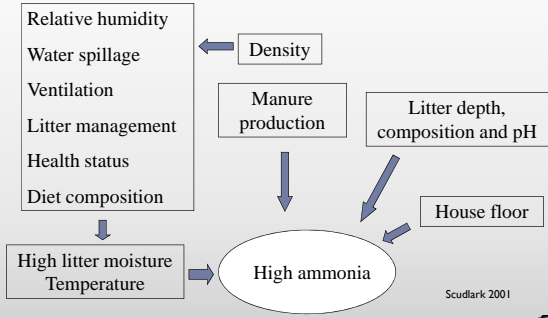 Relative humidity
Water spillage
Ventilation
Litter management
Health status
Diet composition
Density
Manure
production
Litter depth,
composition and pH
House floor
High litter moisture
Temperature
High ammonia
Scudlark 2001